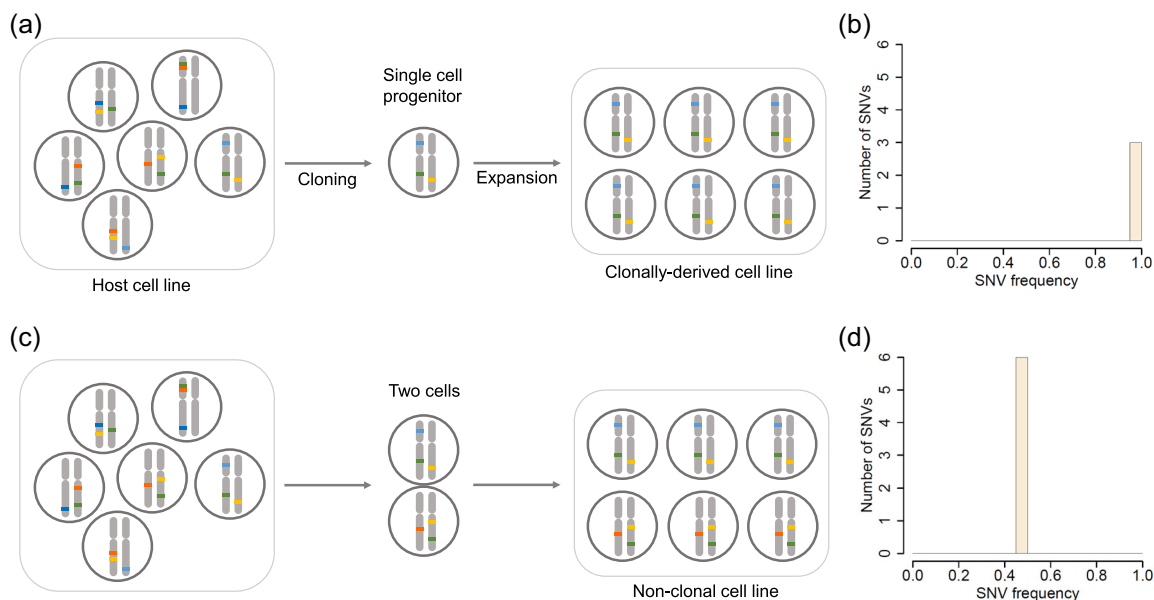 (a)
Host cell line
Cloning
Single cell
progenitor
Expansion
Clonally-derived cell line
(b)
Number of SNVs
6
5
4
3
2
1
0
0.0 0.2 0.4 0.6 0.8 1.0
SNV frequency
(c)
Two cells
Non-clonal cell line
(d)
Number of SNVs
6
5
4
3
2
1
0
0.0 0.2 0.4 0.6 0.8 1.0
SNV frequency